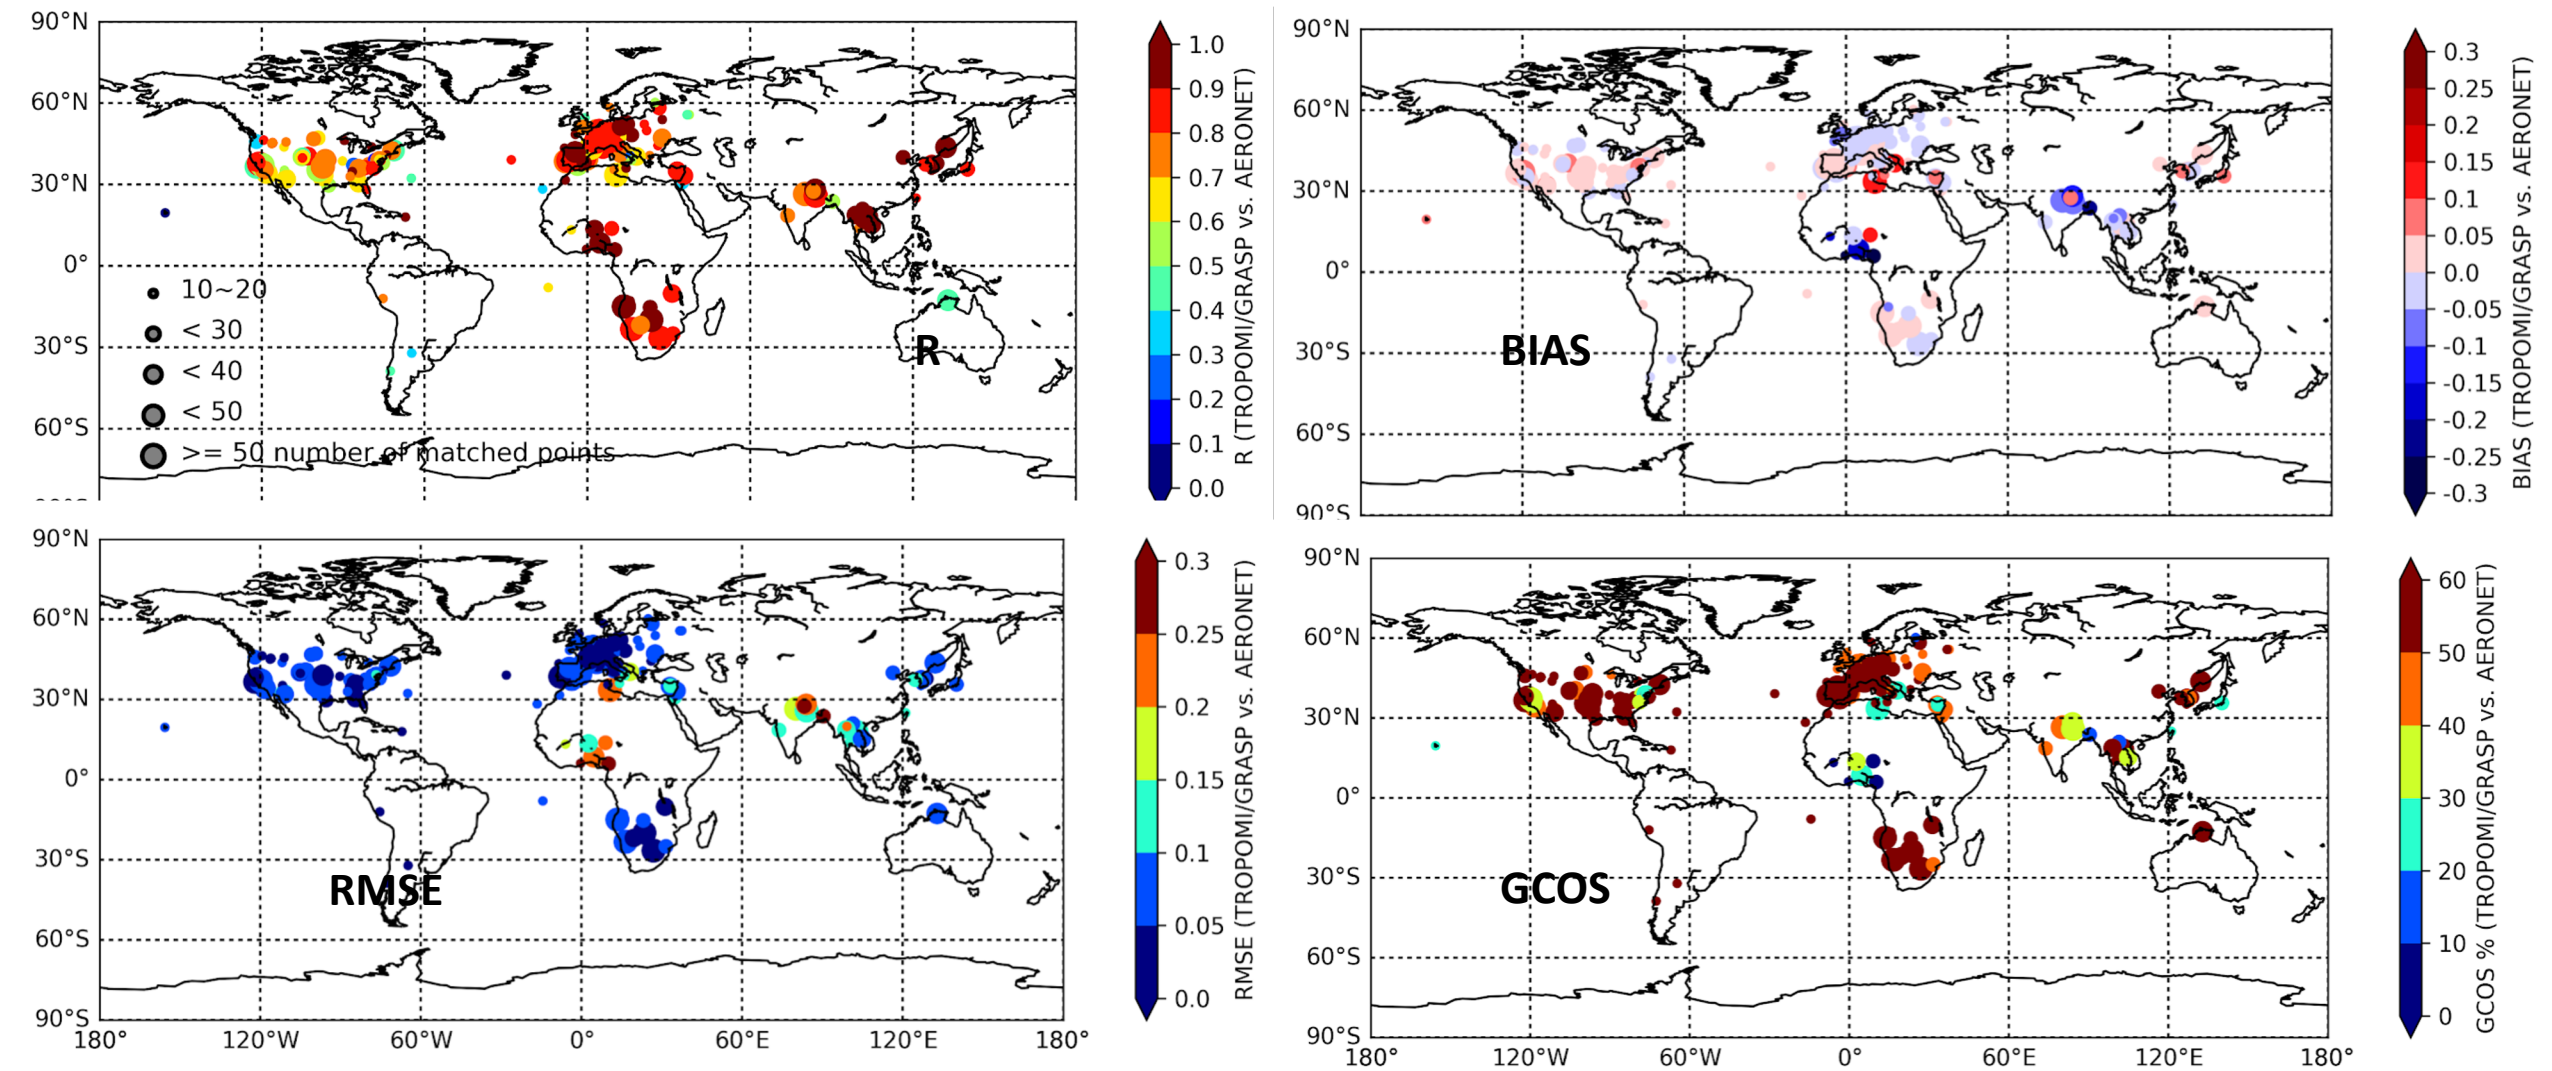 90°N
60°N
30°N
0°
30°S
60°S
10~20
< 30
< 40
< 50
>= 50 number of matched points
R
1.0
0.9
0.8
0.7
0.6
0.5
0.4
0.3
0.2
0.1
0.0
R (TROPOMI/GRASP vs. AERONET)
90°N
60°N
30°N
0°
30°S
60°S
90°S
BIAS
0.3
0.25
0.2
0.15
0.1
0.05
0.0
-0.05
-0.1
-0.15
-0.2
-0.25
-0.3
BIAS (TROPOMI/GRASP vs. AERONET)
90°N
60°N
30°N
0°
30°S
60°S
90°S
180° 120°W 60°W 0° 60°E 120°E 180°
RMSE
0.3
0.25
0.2
0.15
0.1
0.05
0.0
RMSE (TROPOMI/GRASP vs. AERONET)
90°N
60°N
30°N
0°
30°S
60°S
90°S
180° 120°W 60°W 0° 60°E 120°E 180°
GCOS
60
50
40
30
20
10
0
GCOS % (TROPOMI/GRASP vs. AERONET)